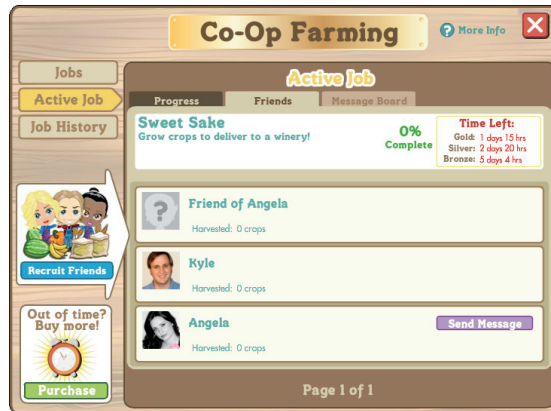 Co-Op Farming
? More Info
X
Jobs
Active Job
Job History
Active Job
Progress
Friends
Message Board
Sweet Sake
Grow crops to deliver to a winery!
0%
Complete
Time Left:
Gold: 1 days 15 hrs
Silver: 2 days 20 hrs
Bronze: 5 days 4 hrs
Recruit Friends
Out of time?
Buy more!
Purchase
?
Friend of Angela
Harvested: 0 crops
Kyle
Harvested: 0 crops
Angela
Send Message
Harvested: 0 crops
Page 1 of 1